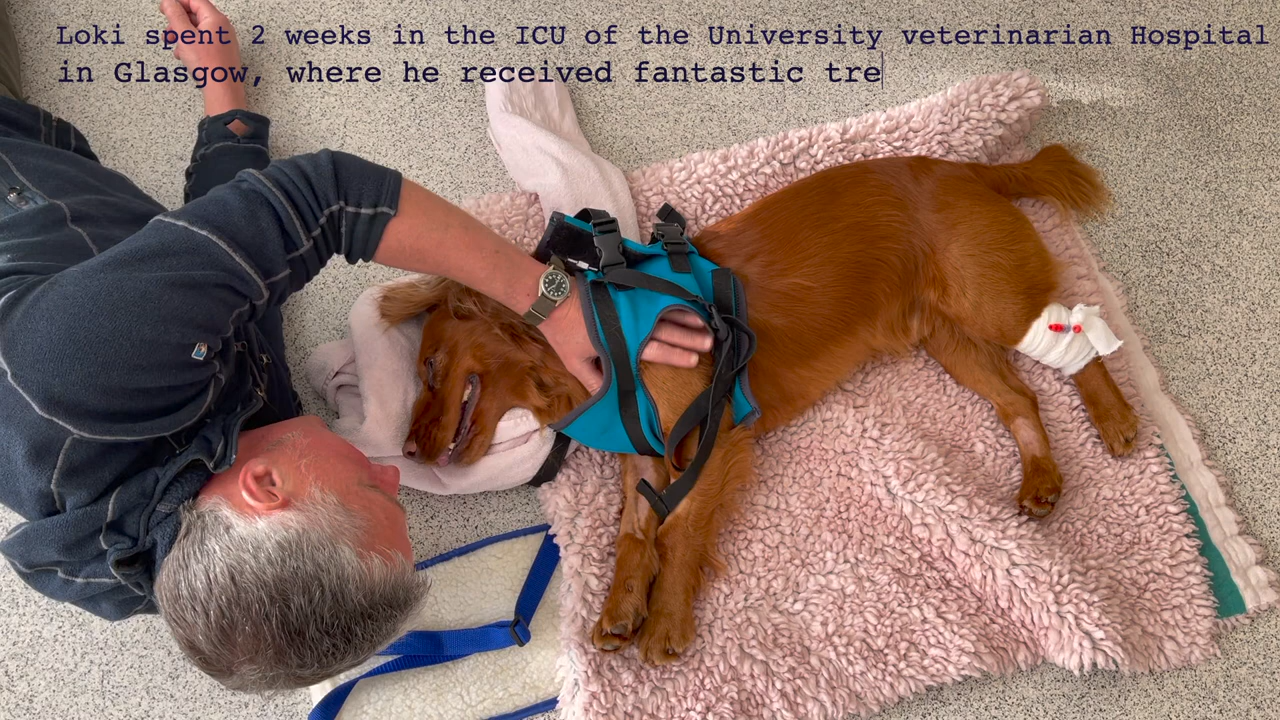 Loki spent 2 weeks in the ICU of the University veterinarian Hospital
in Glasgow, where he received fantastic tre